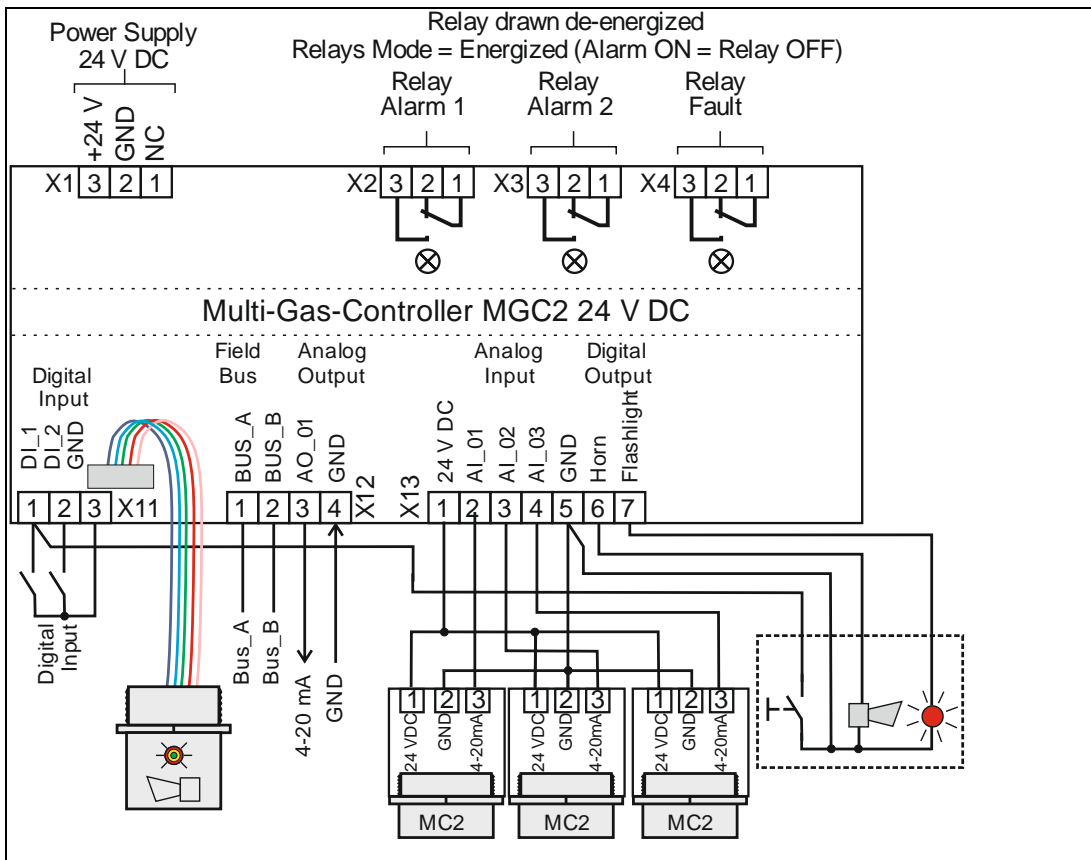 Relay drawn de-energized
Relays Mode = Energized (Alarm ON = Relay OFF)
Power Supply
24 V DC
+24 V
GND
NC
Relay
Alarm 1
Relay
Alarm 2
Relay
Fault
X1 3 2 1
X2 3 2 1
X3 3 2 1
X4 3 2 1
Multi-Gas-Controller MGC2 24 V DC
Digital
Input
Field
Bus
Analog
Output
Analog
Input
Digital
Output
DI_1
DI_2
GND
BUS_A
BUS_B
AO_01
GND
24 V DC
AI_01
AI_02
AI_03
GND
Horn
Flashlight
1 2 3 X11
1 2 3 4 X12
X13 1 2 3 4 5 6 7
Digital
Input
Bus_A
Bus_B
4-20 mA
GND
1 2 3
24 VDC
GND
4-20mA
MC2
1 2 3
24 VDC
GND
4-20mA
MC2
1 2 3
24 VDC
GND
4-20mA
MC2